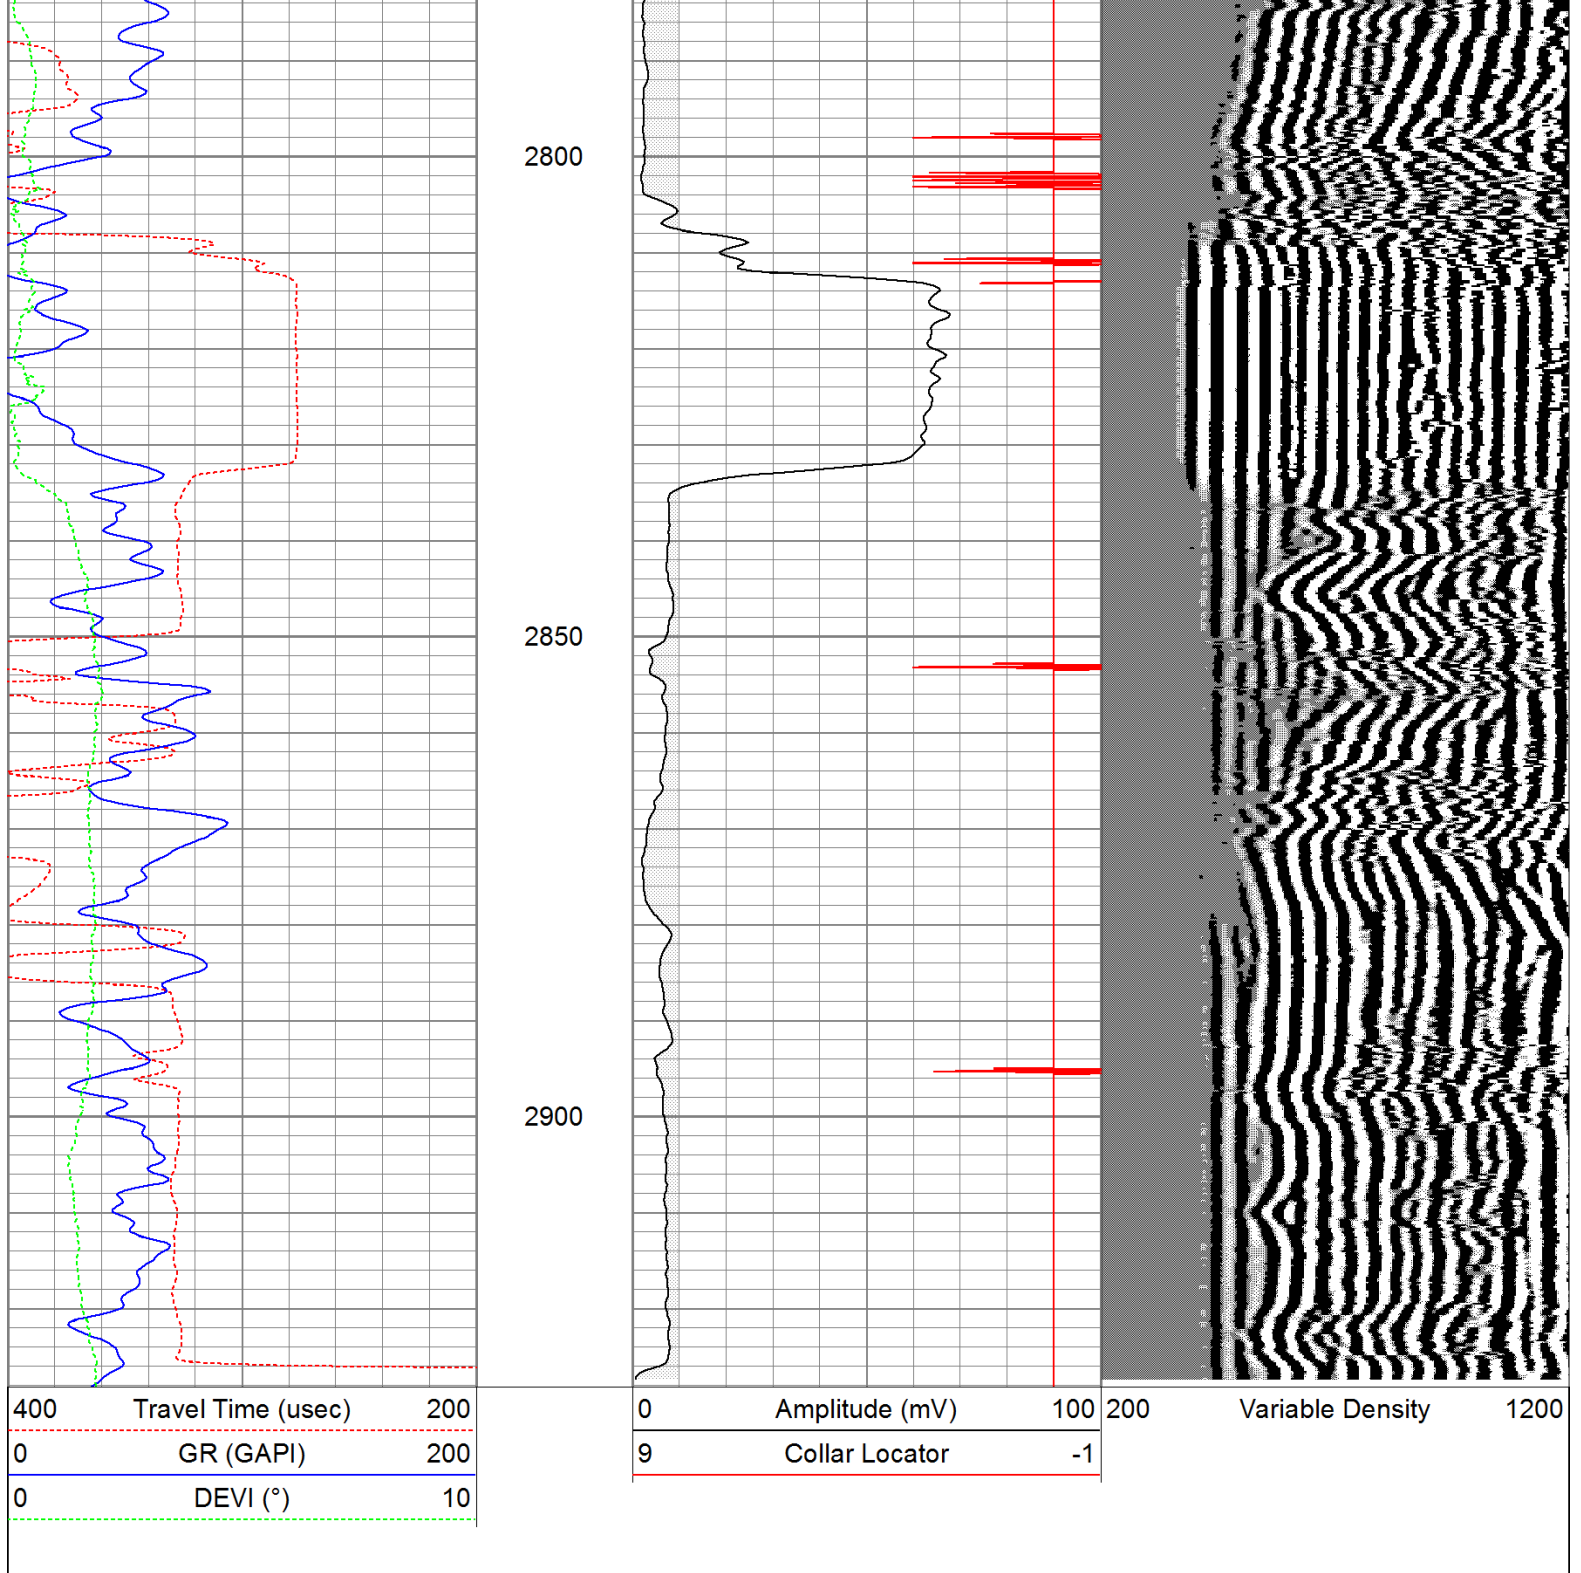 2800
2850
2900
400 Travel Time (usec) 200
0 GR (GAPI) 200
0 DEVI (°) 10
0 Amplitude (mV) 100
9 Collar Locator -1
200 Variable Density 1200